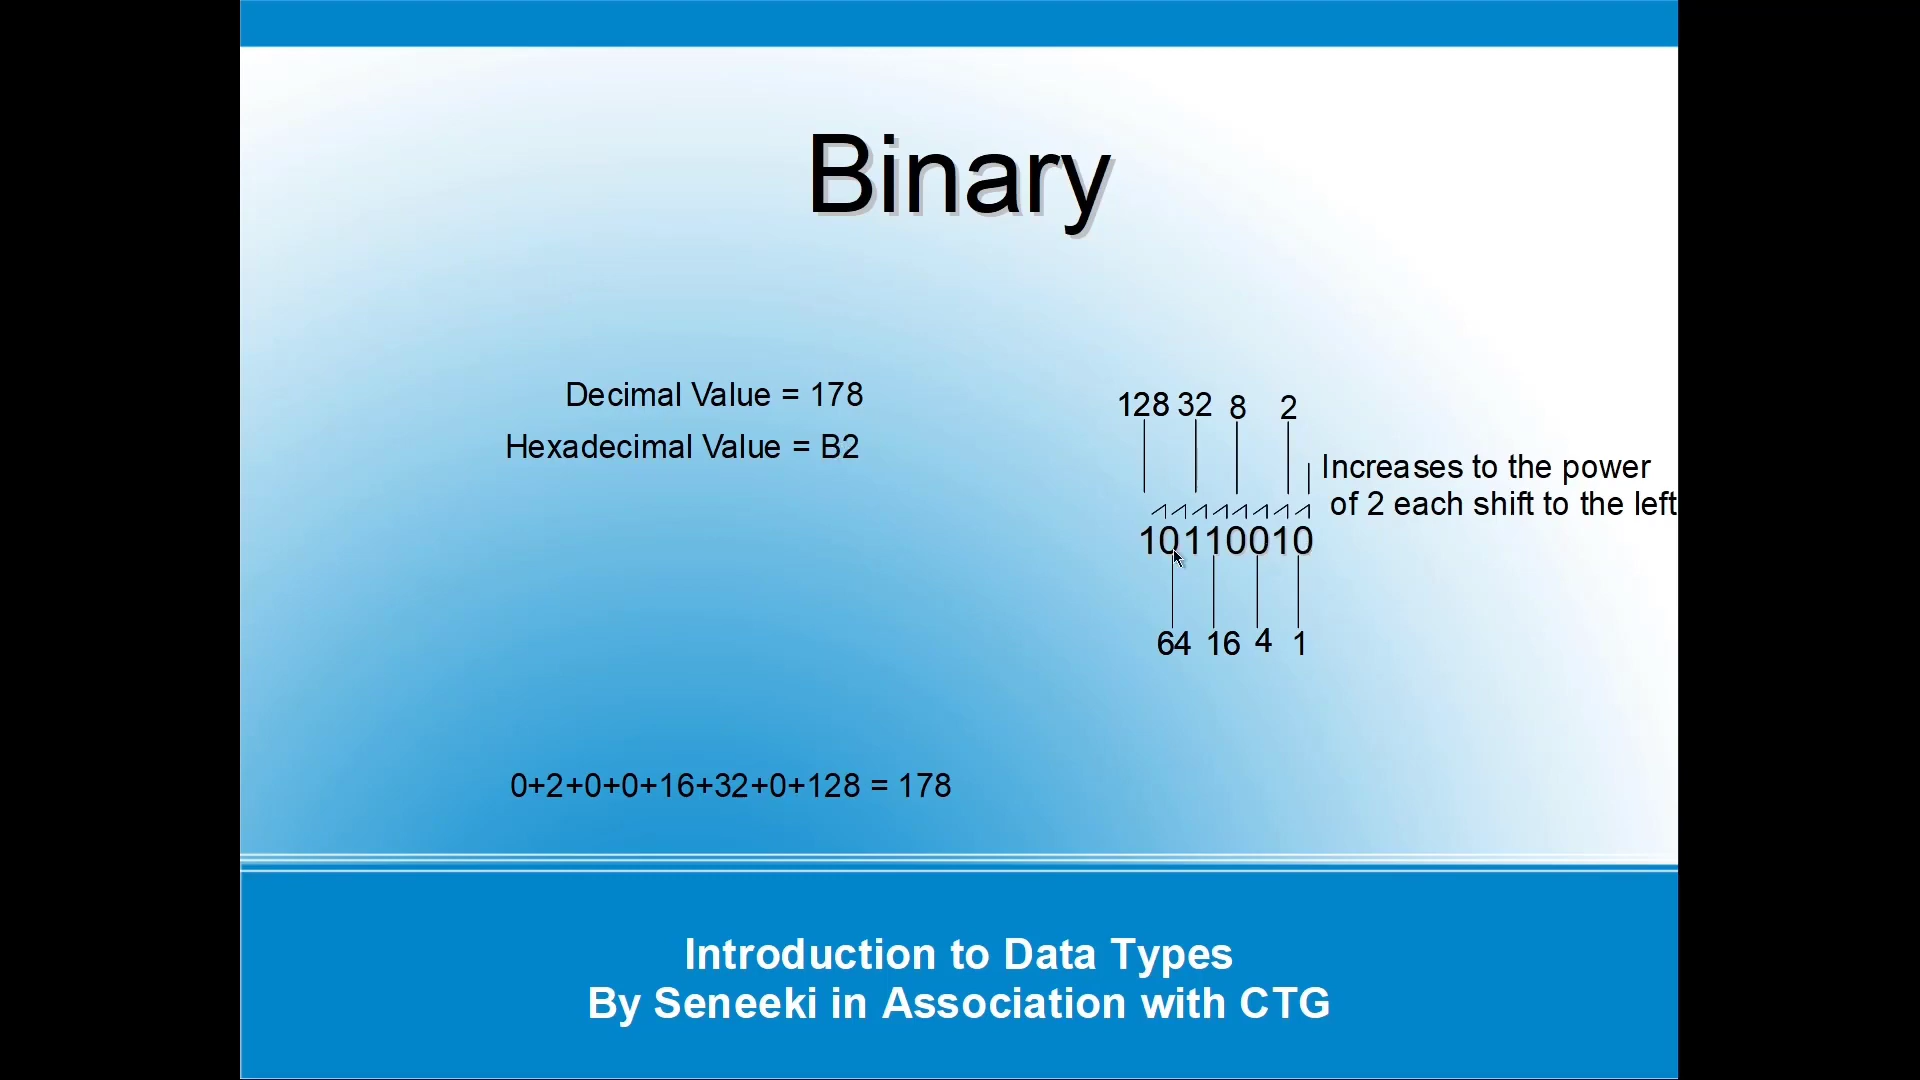 Binary
Decimal Value = 178
Hexadecimal Value = B2
128 32 8 2
Increases to the power
of 2 each shift to the left
10110010
64 16 4 1
0+2+0+0+16+32+0+128 = 178
Introduction to Data Types
By Seneeki in Association with CTG